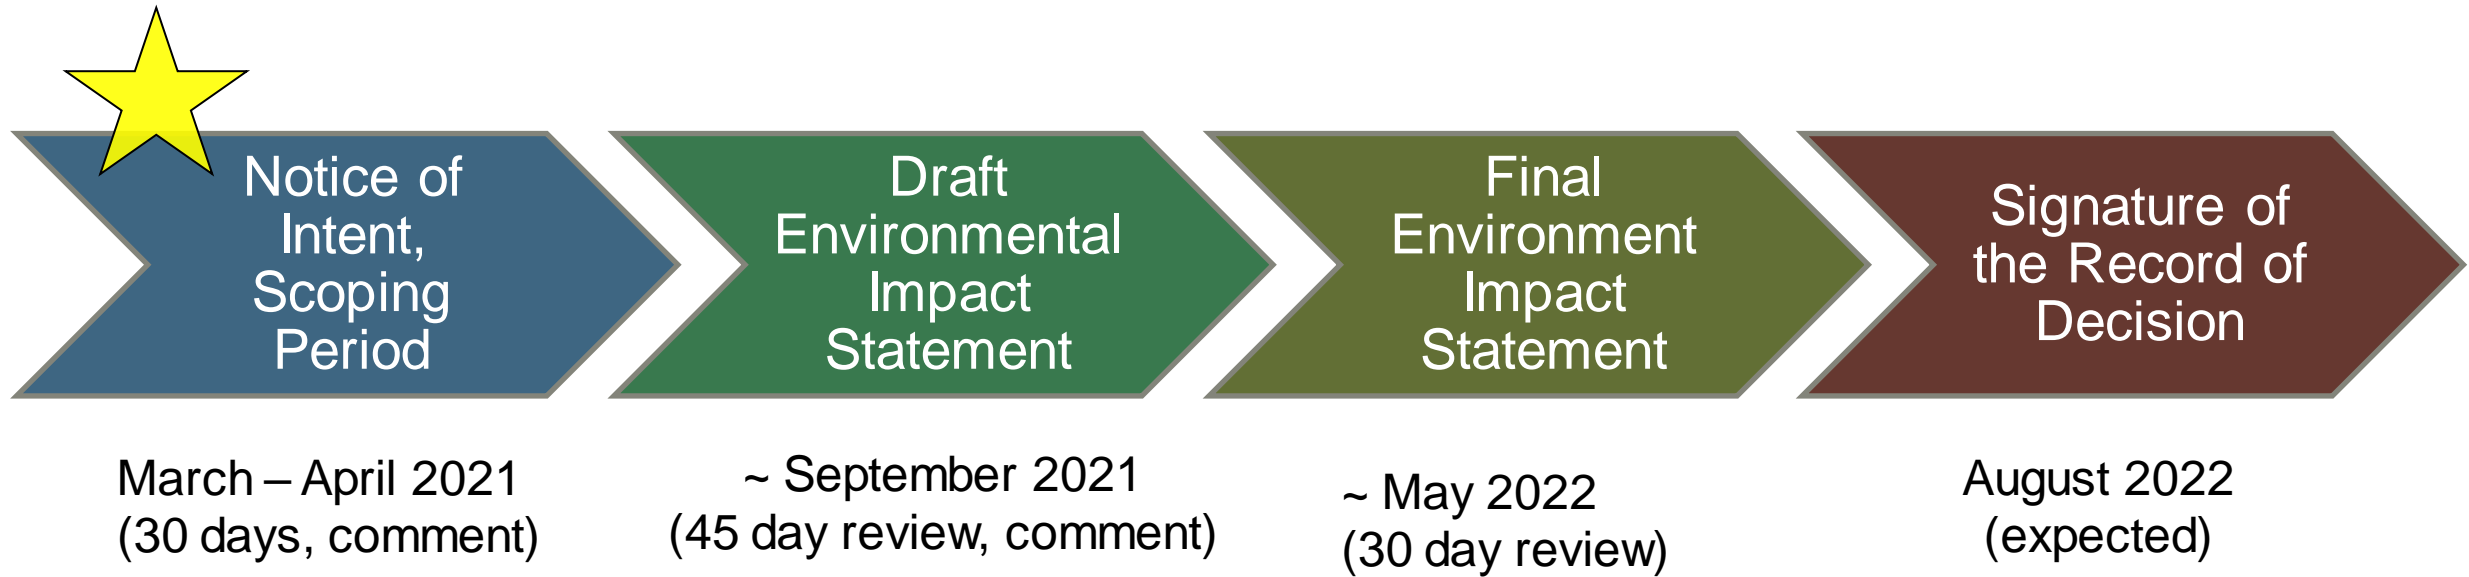 Notice of
Intent,
Scoping
Period
Draft
Environmental
Impact
Statement
Final
Environment
Impact
Statement
Signature of
the Record of
Decision
March – April 2021
(30 days, comment)
~ September 2021
(45 day review, comment)
~ May 2022
(30 day review)
August 2022
(expected)